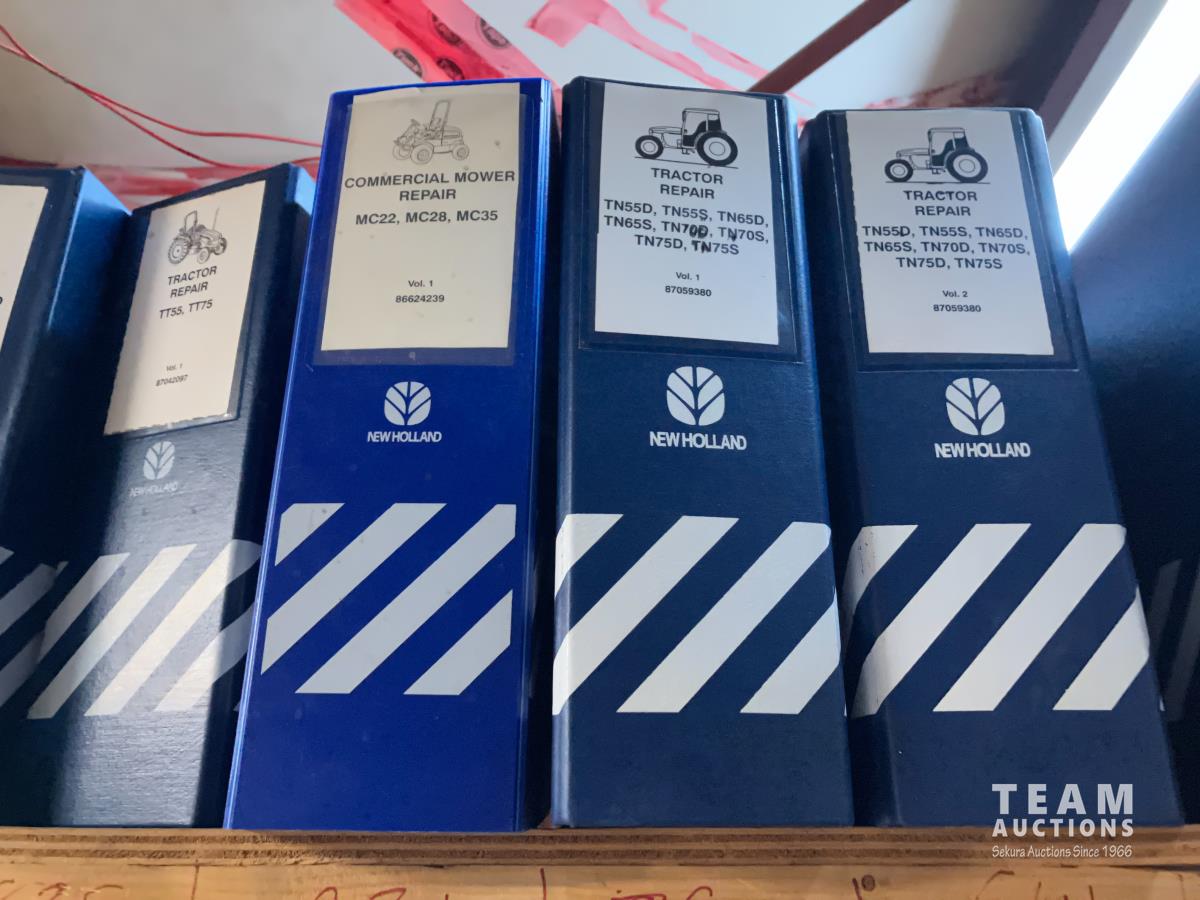 TRACTOR
REPAIR
TT55, TT75
Vol. 1
87042097
NEW HOLLAND
COMMERCIAL MOWER
REPAIR
MC22, MC28, MC35
Vol. 1
86624239
NEW HOLLAND
TRACTOR
REPAIR
TN55D, TN55S, TN65D,
TN65S, TN70D, TN70S,
TN75D, TN75S
Vol. 1
87059380
NEW HOLLAND
TRACTOR
REPAIR
TN55D, TN55S, TN65D,
TN65S, TN70D, TN70S,
TN75D, TN75S
Vol. 2
87059380
NEW HOLLAND
TEAM
AUCTIONS
Sekura Auctions Since 1966